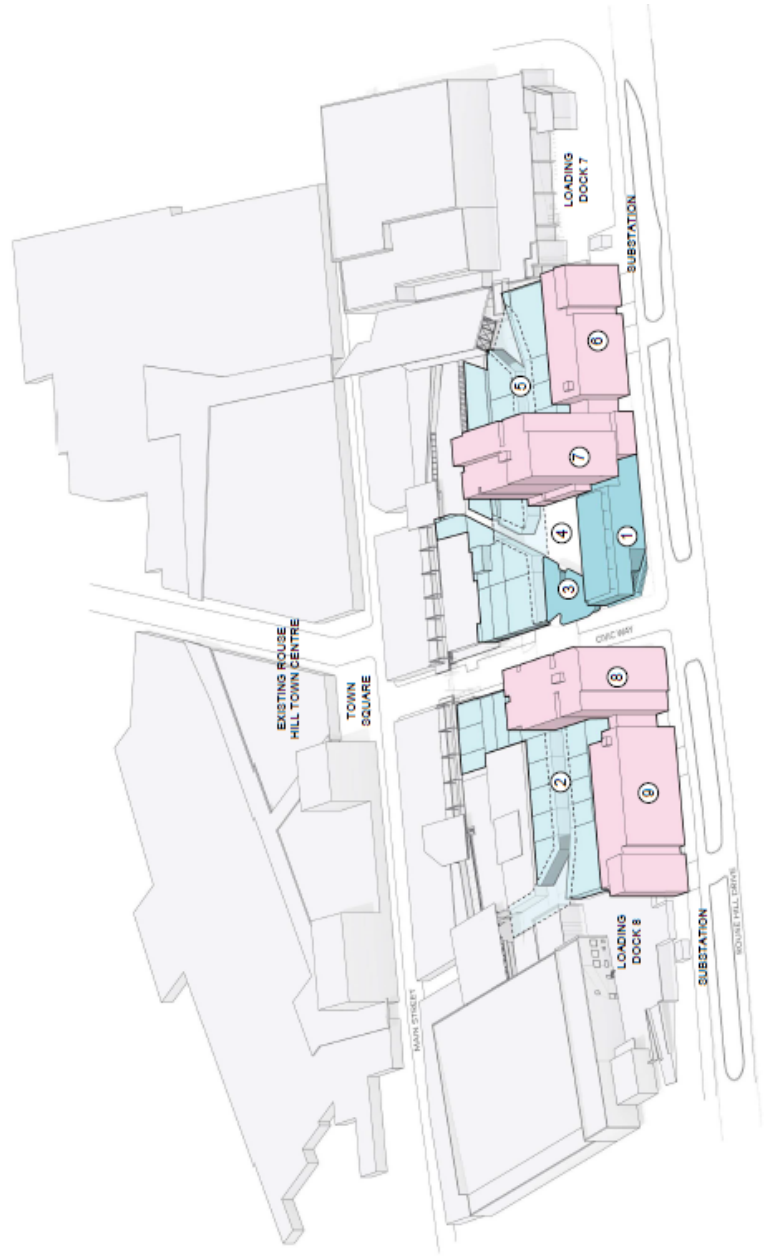 EXISTING ROUSE
HILL TOWN CENTRE
TOWN
SQUARE
MAIN STREET
LOADING
DOCK 7
5
2
4
3
7
6
CIVIC WAY
8
1
LOADING
DOCK 8
9
SUBSTATION
SUBSTATION
ROUSE HILL DRIVE